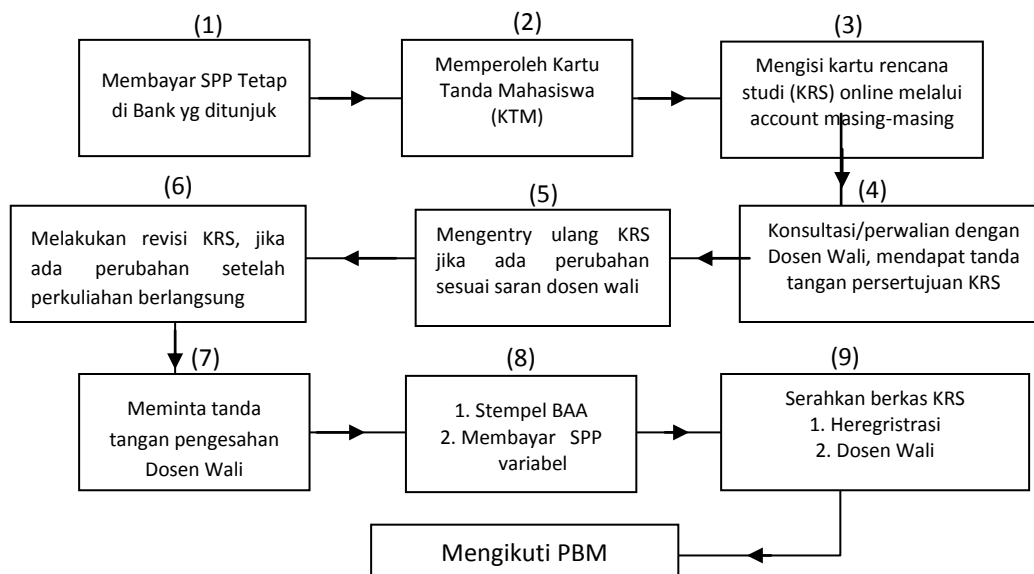 (1)
Membayar SPP Tetap
di Bank yg ditunjuk
(2)
Memperoleh Kartu
Tanda Mahasiswa
(KTM)
(3)
Mengisi kartu rencana
studi (KRS) online melalui
account masing-masing
(4)
Konsultasi/perwalian dengan
Dosen Wali, mendapat tanda
tangan persertujuan KRS
(5)
Mengentry ulang KRS
jika ada perubahan
sesuai saran dosen wali
(6)
Melakukan revisi KRS, jika
ada perubahan setelah
perkuliahan berlangsung
(7)
Meminta tanda
tangan pengesahan
Dosen Wali
(8)
1. Stempel BAA
2. Membayar SPP
variabel
(9)
Serahkan berkas KRS
1. Heregristrasi
2. Dosen Wali
Mengikuti PBM